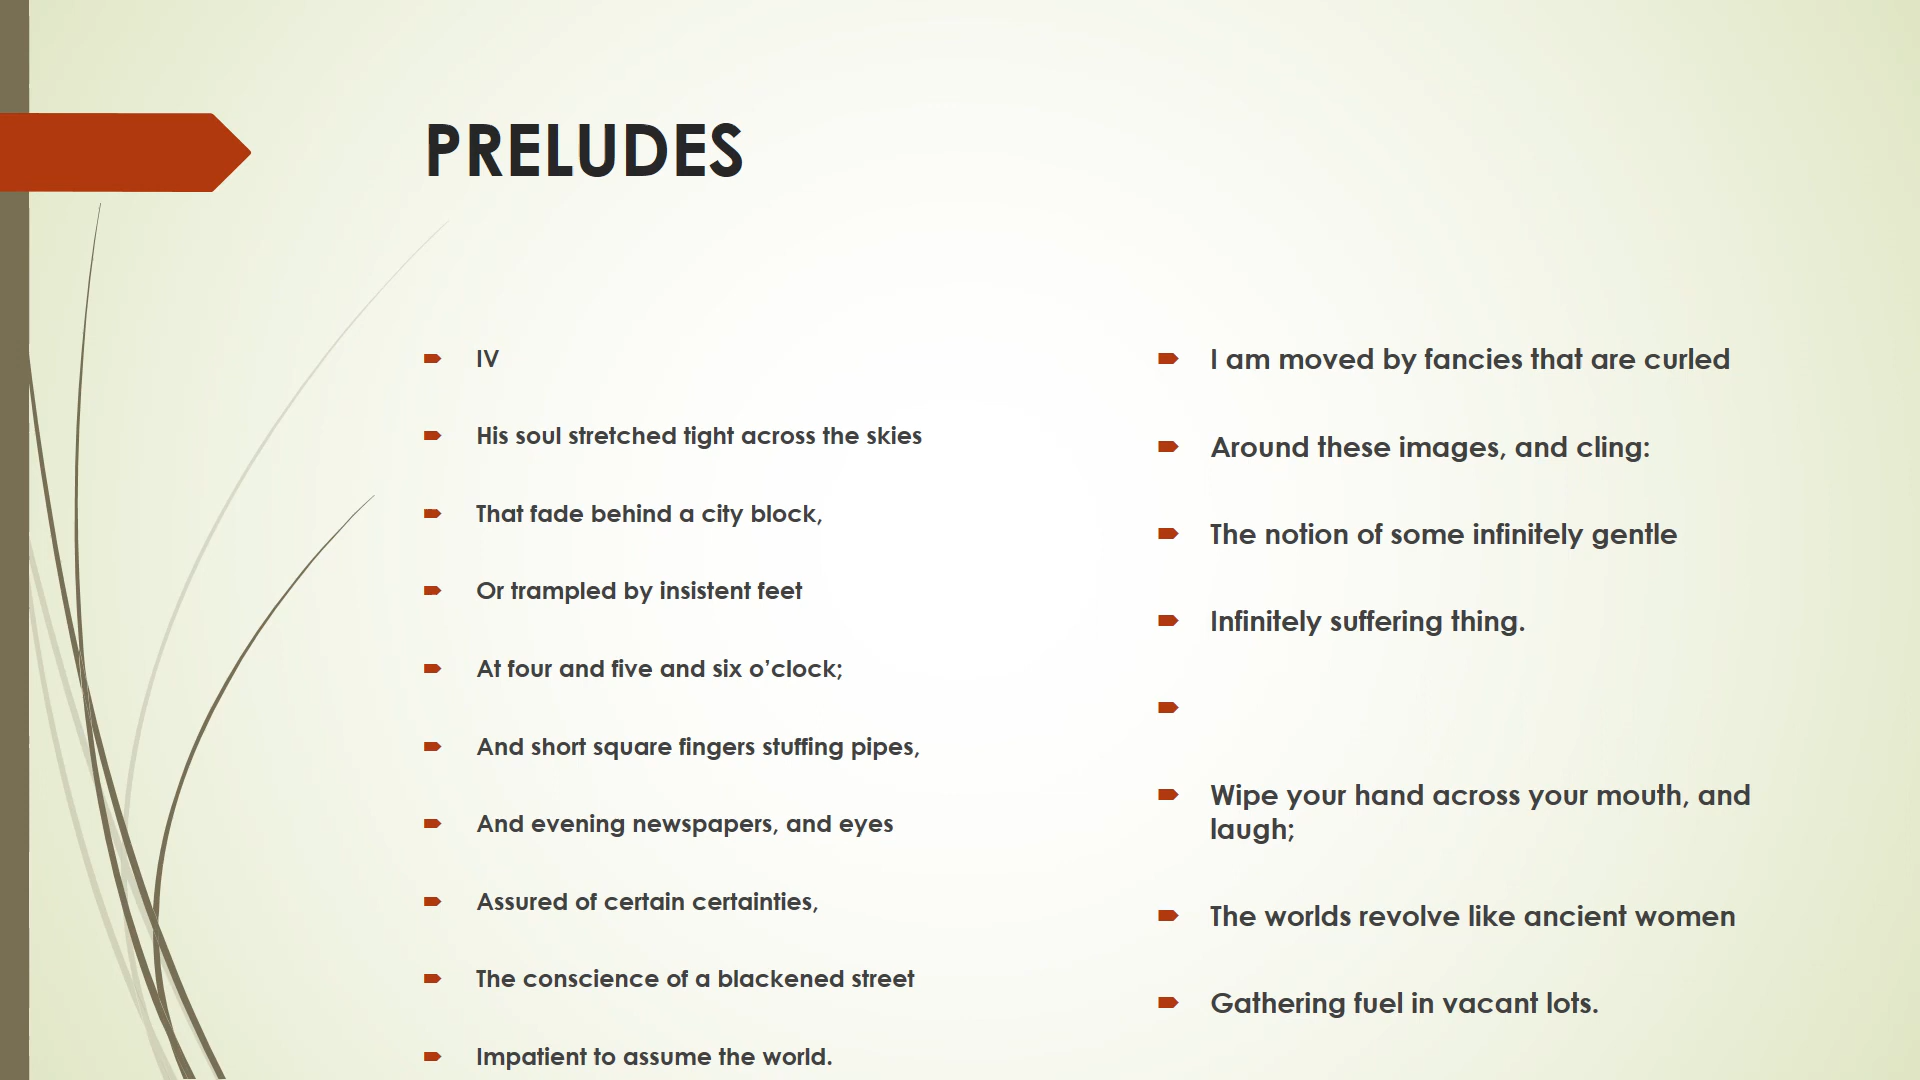 PRELUDES
IV
His soul stretched tight across the skies
That fade behind a city block,
Or trampled by insistent feet
At four and five and six o’clock;
And short square fingers stuffing pipes,
And evening newspapers, and eyes
Assured of certain certainties,
The conscience of a blackened street
Impatient to assume the world.
I am moved by fancies that are curled
Around these images, and cling:
The notion of some infinitely gentle
Infinitely suffering thing.
Wipe your hand across your mouth, and
laugh;
The worlds revolve like ancient women
Gathering fuel in vacant lots.